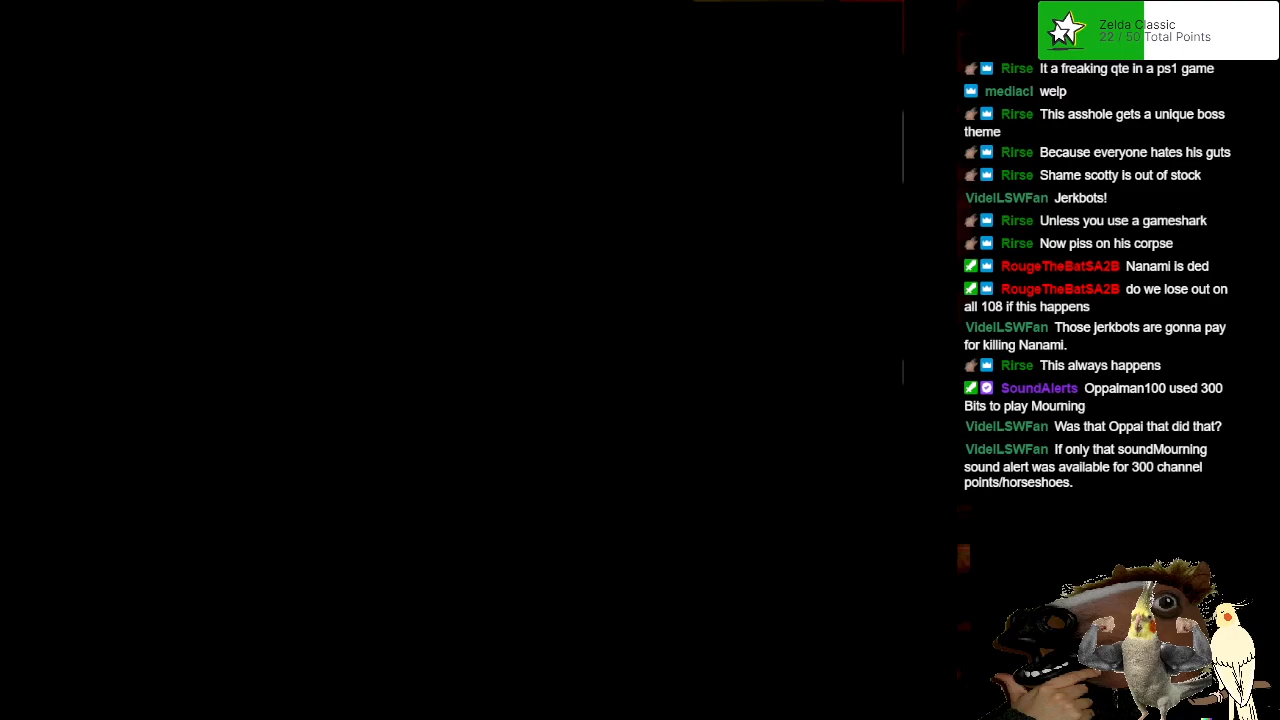 Zelda Classic
22 / 50 Total Points
Rirse It a freaking qte in a ps1 game
mediacl welp
Rirse This asshole gets a unique boss
theme
Rirse Because everyone hates his guts
Rirse Shame scotty is out of stock
VidelLSWFan Jerkbots!
Rirse Unless you use a gameshark
Rirse Now piss on his corpse
RougeTheBatSA2B Nanami is ded
RougeTheBatSA2B do we lose out on
all 108 if this happens
VidelLSWFan Those jerkbots are gonna pay
for killing Nanami.
Rirse This always happens
SoundAlerts Oppaiman100 used 300
Bits to play Mourning
VidelLSWFan Was that Oppai that did that?
VidelLSWFan If only that soundMourning
sound alert was available for 300 channel
points/horseshoes.